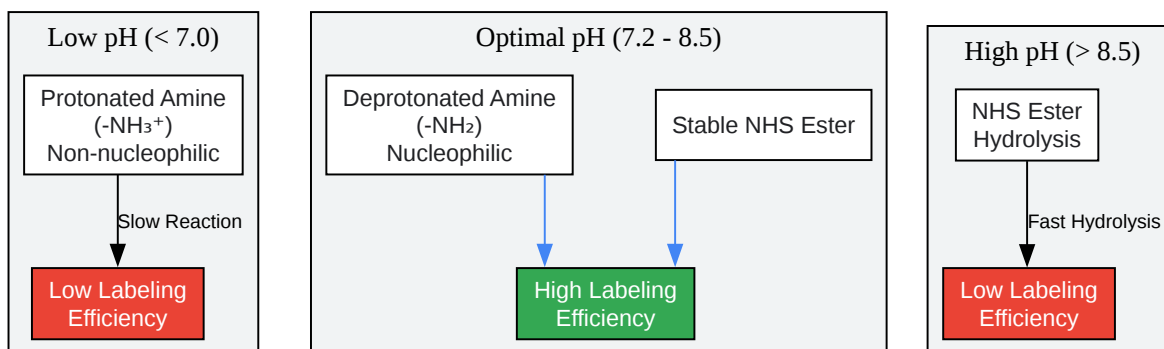 Low pH (< 7.0)
Protonated Amine
(-NH₃⁺)
Non-nucleophilic
Slow Reaction
Low Labeling
Efficiency
Optimal pH (7.2 - 8.5)
Deprotonated Amine
(-NH₂)
Nucleophilic
Stable NHS Ester
High Labeling
Efficiency
High pH (> 8.5)
NHS Ester
Hydrolysis
Fast Hydrolysis
Low Labeling
Efficiency